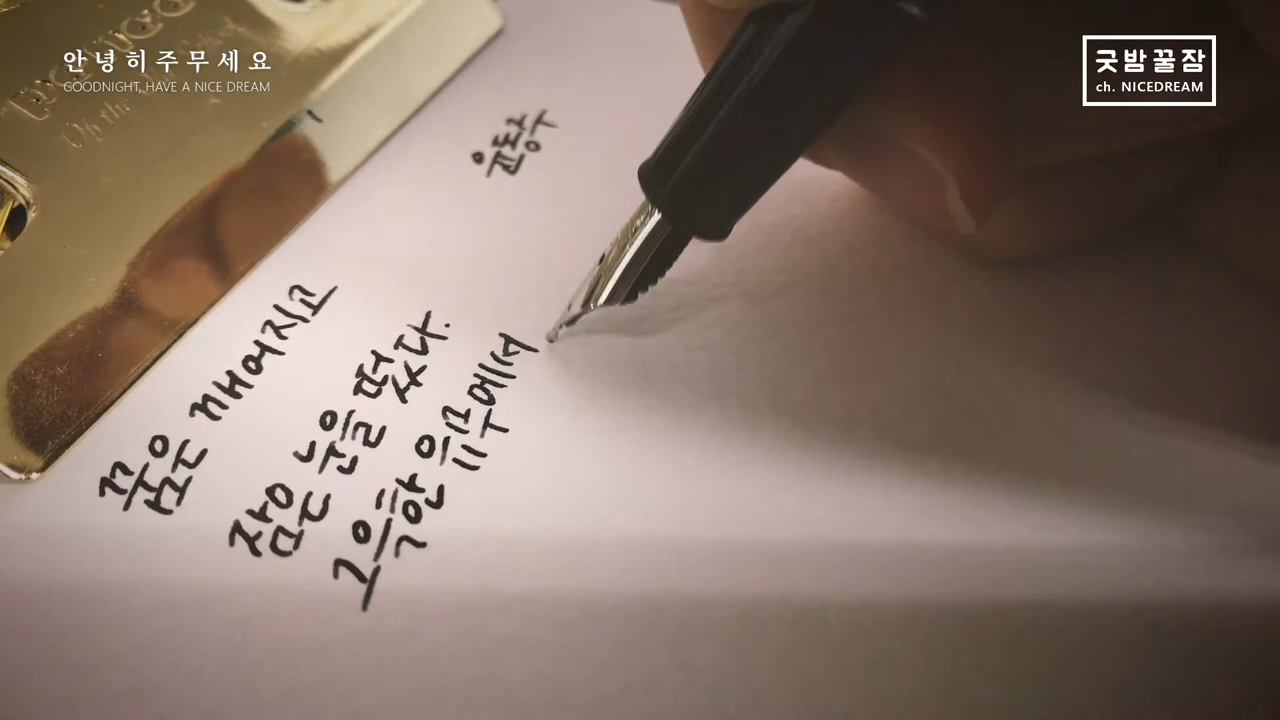 안녕히주무세요
GOODNIGHT, HAVE A NICE DREAM
굿밤꿀잠
ch. NICEDREAM
윤동주
꿈은 깨어지고
잠은 눈을 떴다.
그윽한 유무에서